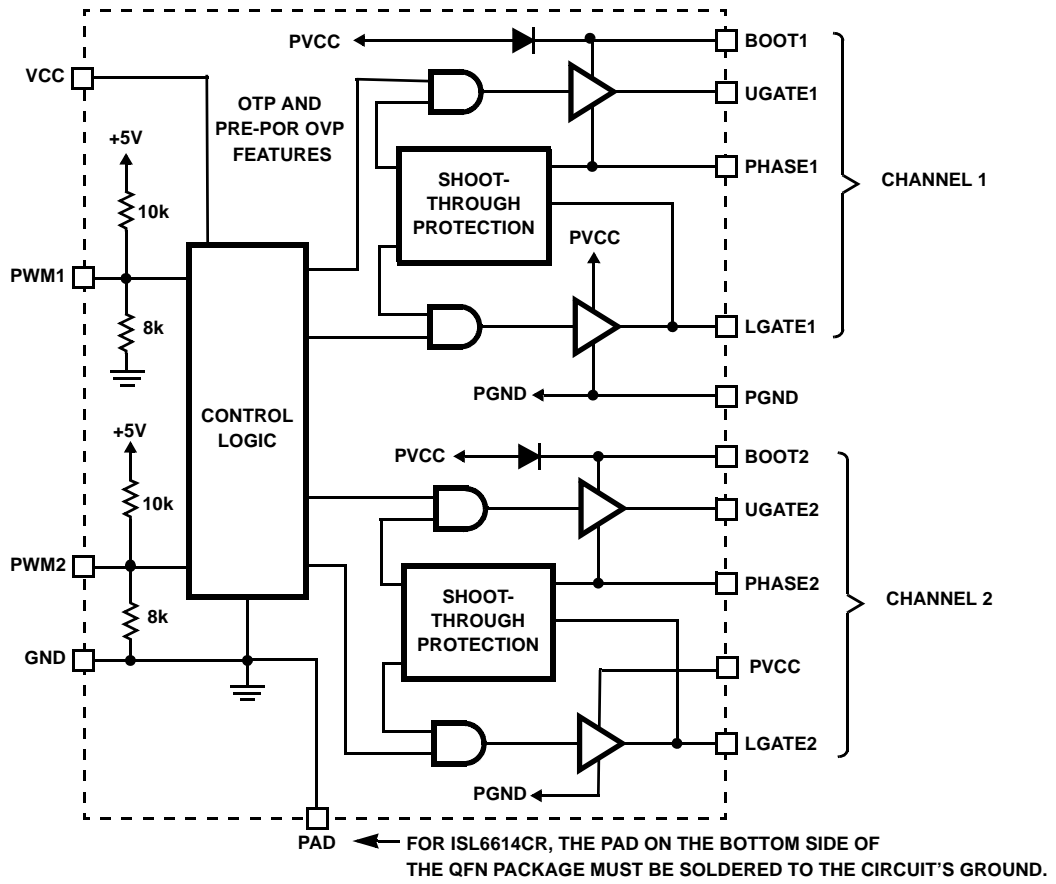 PVCC
BOOT1
VCC
OTP AND
PRE-POR OVP
FEATURES
UGATE1
+5V
10k
SHOOT-
THROUGH
PROTECTION
PHASE1
CHANNEL 1
PVCC
PWM1
8k
LGATE1
PGND
PGND
CONTROL
LOGIC
+5V
10k
PVCC
BOOT2
UGATE2
PWM2
8k
SHOOT-
THROUGH
PROTECTION
PHASE2
CHANNEL 2
GND
PVCC
LGATE2
PGND
PAD
FOR ISL6614CR, THE PAD ON THE BOTTOM SIDE OF
THE QFN PACKAGE MUST BE SOLDERED TO THE CIRCUIT'S GROUND.